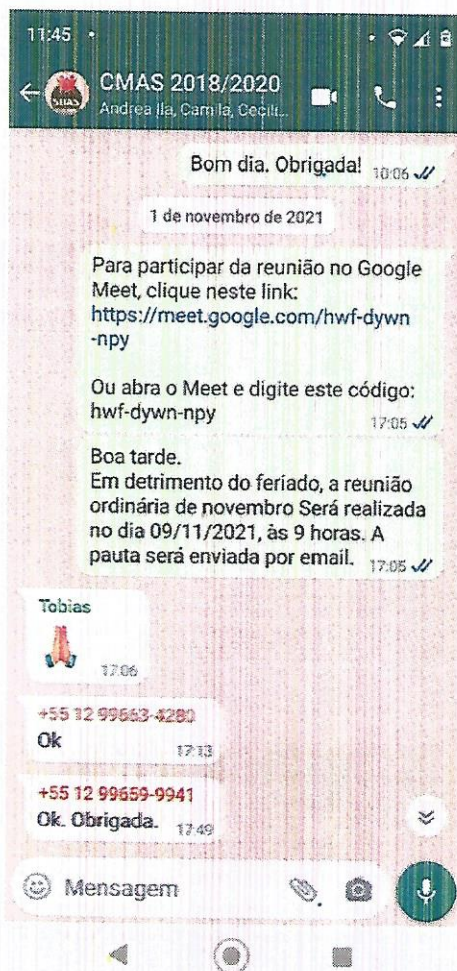 11:45
CMAS 2018/2020
Andrea Ila, Camila, Cecili...
Bom dia. Obrigada! 10:06
1 de novembro de 2021
Para participar da reunião no Google
Meet, clique neste link:
https://meet.google.com/hwf-dywn
-npy
Ou abra o Meet e digite este código:
hwf-dywn-npy
17:05
Boa tarde.
Em detrimento do feriado, a reunião
ordinária de novembro Será realizada
no dia 09/11/2021, às 9 horas. A
pauta será enviada por email. 17:05
Tobias
17:06
+55 12 99663-4280
Ok 17:13
+55 12 99659-9941
Ok. Obrigada. 17:49
Mensagem